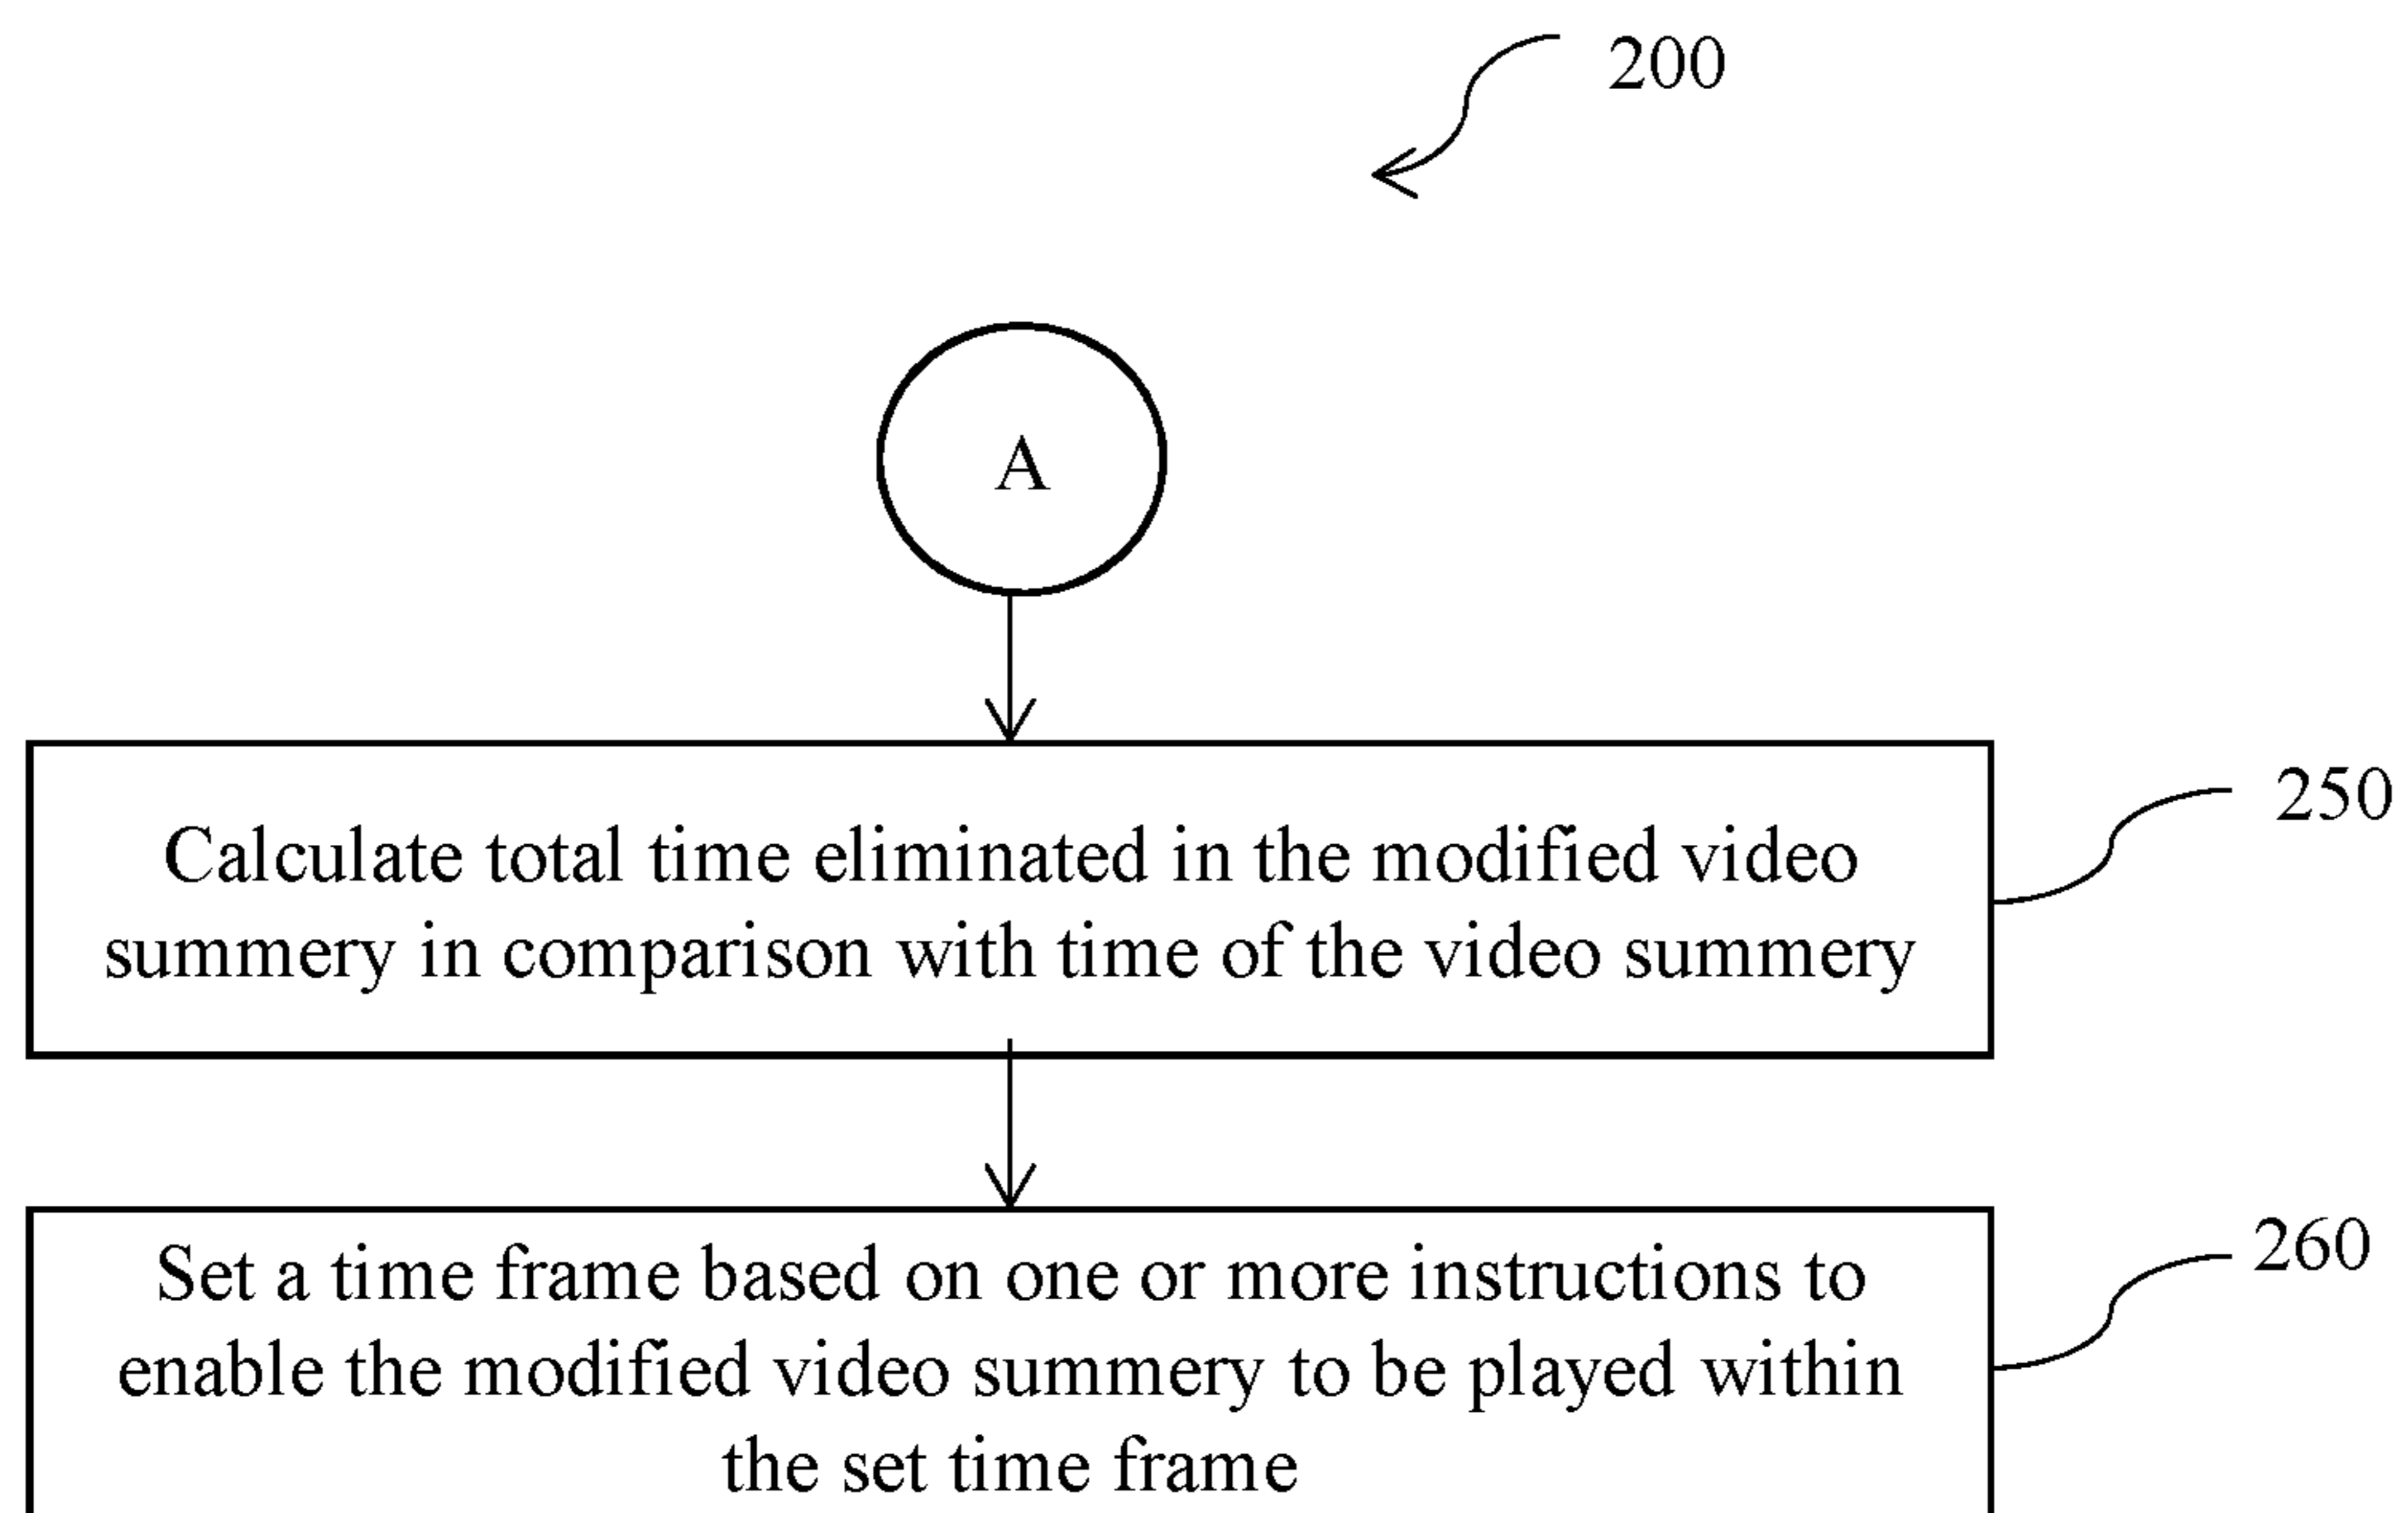 200
A
250
Calculate total time eliminated in the modified video
summery in comparison with time of the video summery
260
Set a time frame based on one or more instructions to
enable the modified video summery to be played within
the set time frame